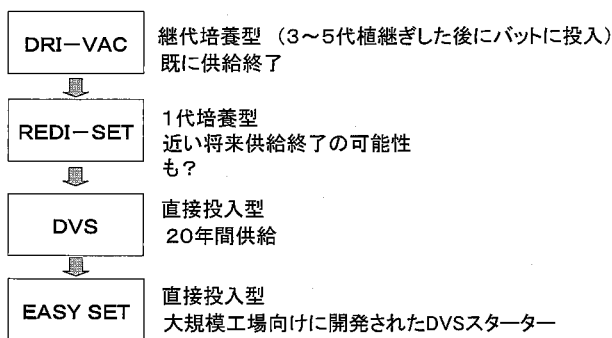 DRI－VAC
継代培養型 （3～5代植継ぎした後にバットに投入）
既に供給終了
REDI－SET
1代培養型
近い将来供給終了の可能性
も？
DVS
直接投入型
20年間供給
EASY SET
直接投入型
大規模工場向けに開発されたDVSスターター